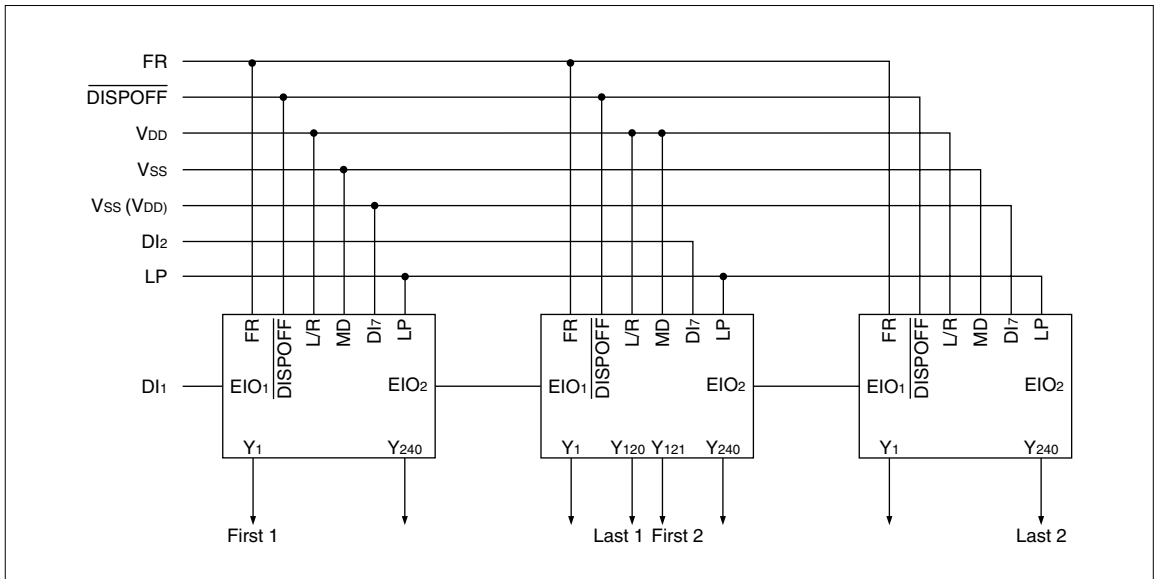 FR
DISPOFF
VDD
VSS
VSS (VDD)
DI2
LP
FR DISPOFF L/R MD DI7 LP
FR DISPOFF L/R MD DI7 LP
FR DISPOFF L/R MD DI7 LP
DI1 EIO1 EIO2 EIO1 EIO2 EIO1 EIO2
Y1 Y240 Y1 Y120 Y121 Y240 Y1 Y240
First 1 Last 1 First 2 Last 2